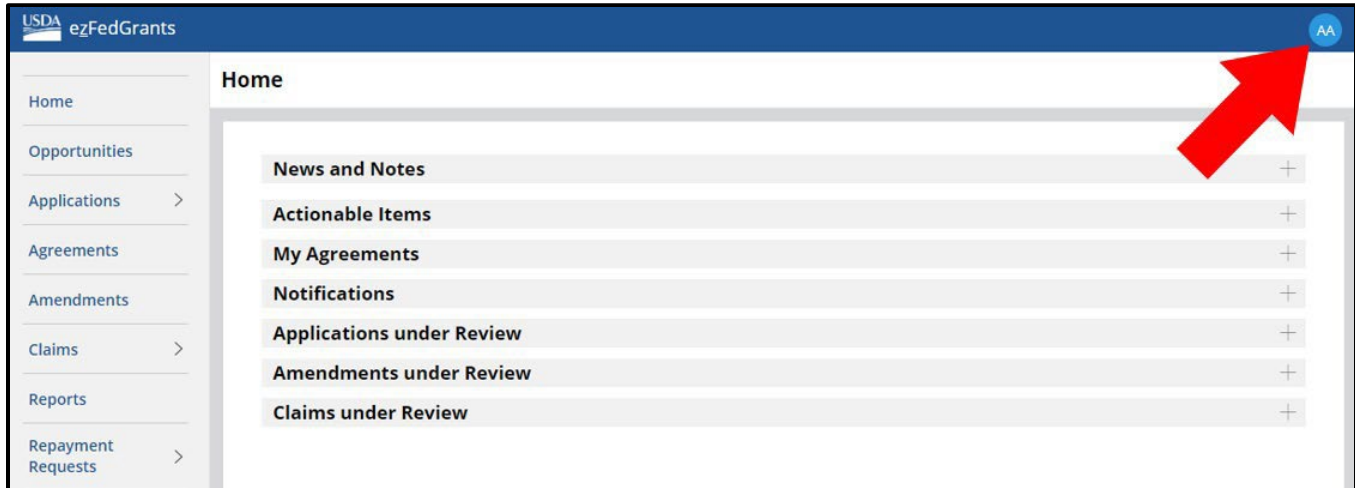 USDA ezFedGrants
AA
Home
Opportunities
Applications
Agreements
Amendments
Claims
Reports
Repayment
Requests
Home
News and Notes
Actionable Items
My Agreements
Notifications
Applications under Review
Amendments under Review
Claims under Review